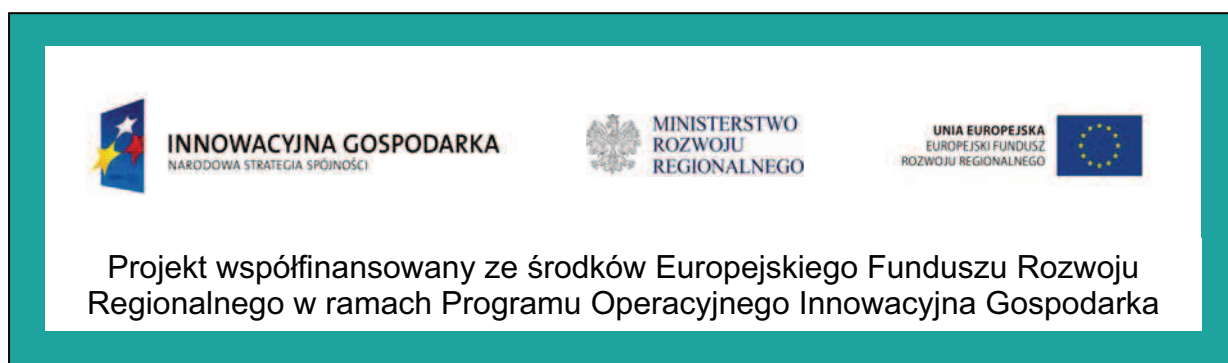 INNOWACYJNA GOSPODARKA
NARODOWA STRATEGIA SPÓJNOŚCI
MINISTERSTWO
ROZWOJU
REGIONALNEGO
UNIA EUROPEJSKA
EUROPEJSKI FUNDUSZ
ROZWOJU REGIONALNEGO
Projekt współfinansowany ze środków Europejskiego Funduszu Rozwoju
Regionalnego w ramach Programu Operacyjnego Innowacyjna Gospodarka